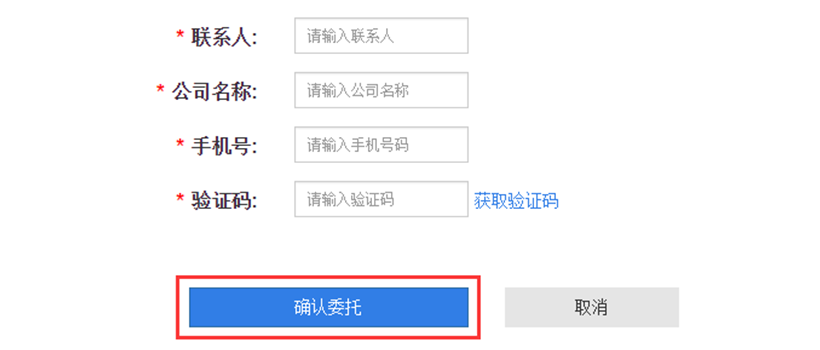 * 联系人: 请输入联系人
* 公司名称: 请输入公司名称
* 手机号: 请输入手机号码
* 验证码: 请输入验证码 获取验证码
确认委托 取消